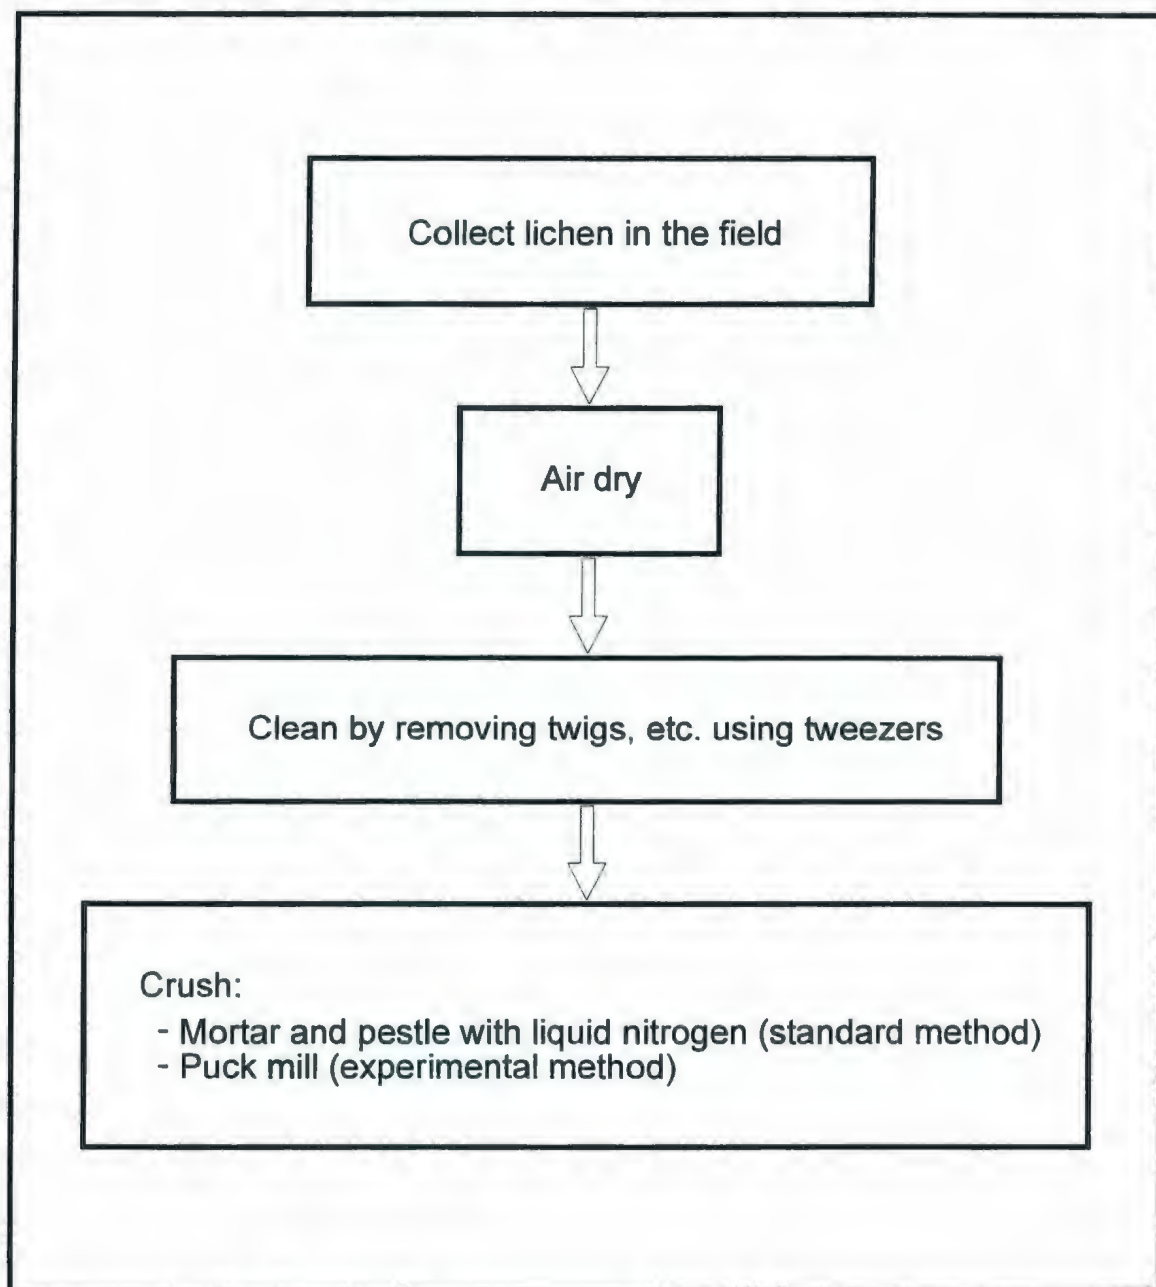 Collect lichen in the field
Air dry
Clean by removing twigs, etc. using tweezers
Crush:
- Mortar and pestle with liquid nitrogen (standard method)
- Puck mill (experimental method)